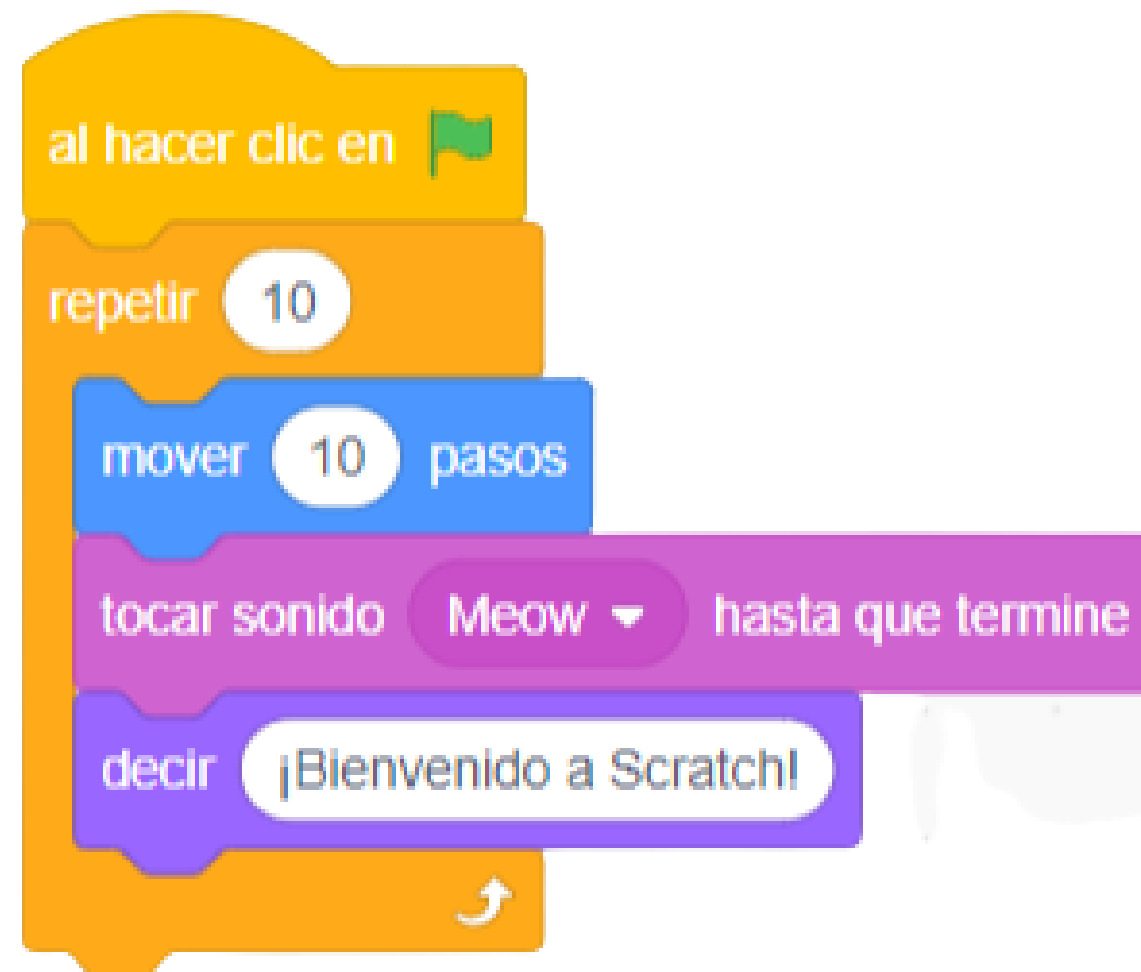 al hacer clic en
repetir 10
mover 10 pasos
tocar sonido Meow hasta que termine
decir ¡Bienvenido a Scratch!